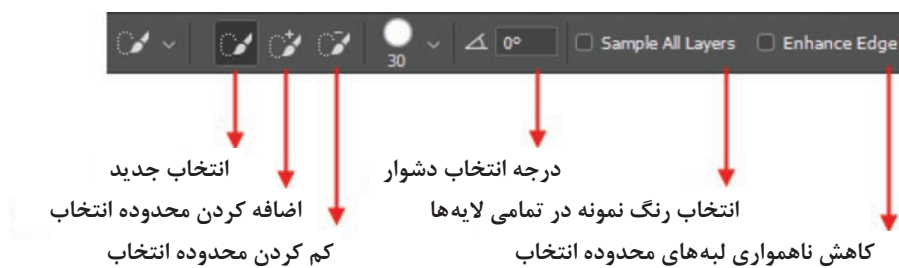 30 0° Sample All Layers Enhance Edge
انتخاب جدید درجه انتخاب دشوار
اضافه کردن محدوده انتخاب انتخاب رنگ نمونه در تمامی لایه‌ها
کم کردن محدوده انتخاب کاهش ناهمواری لبه‌های محدوده انتخاب